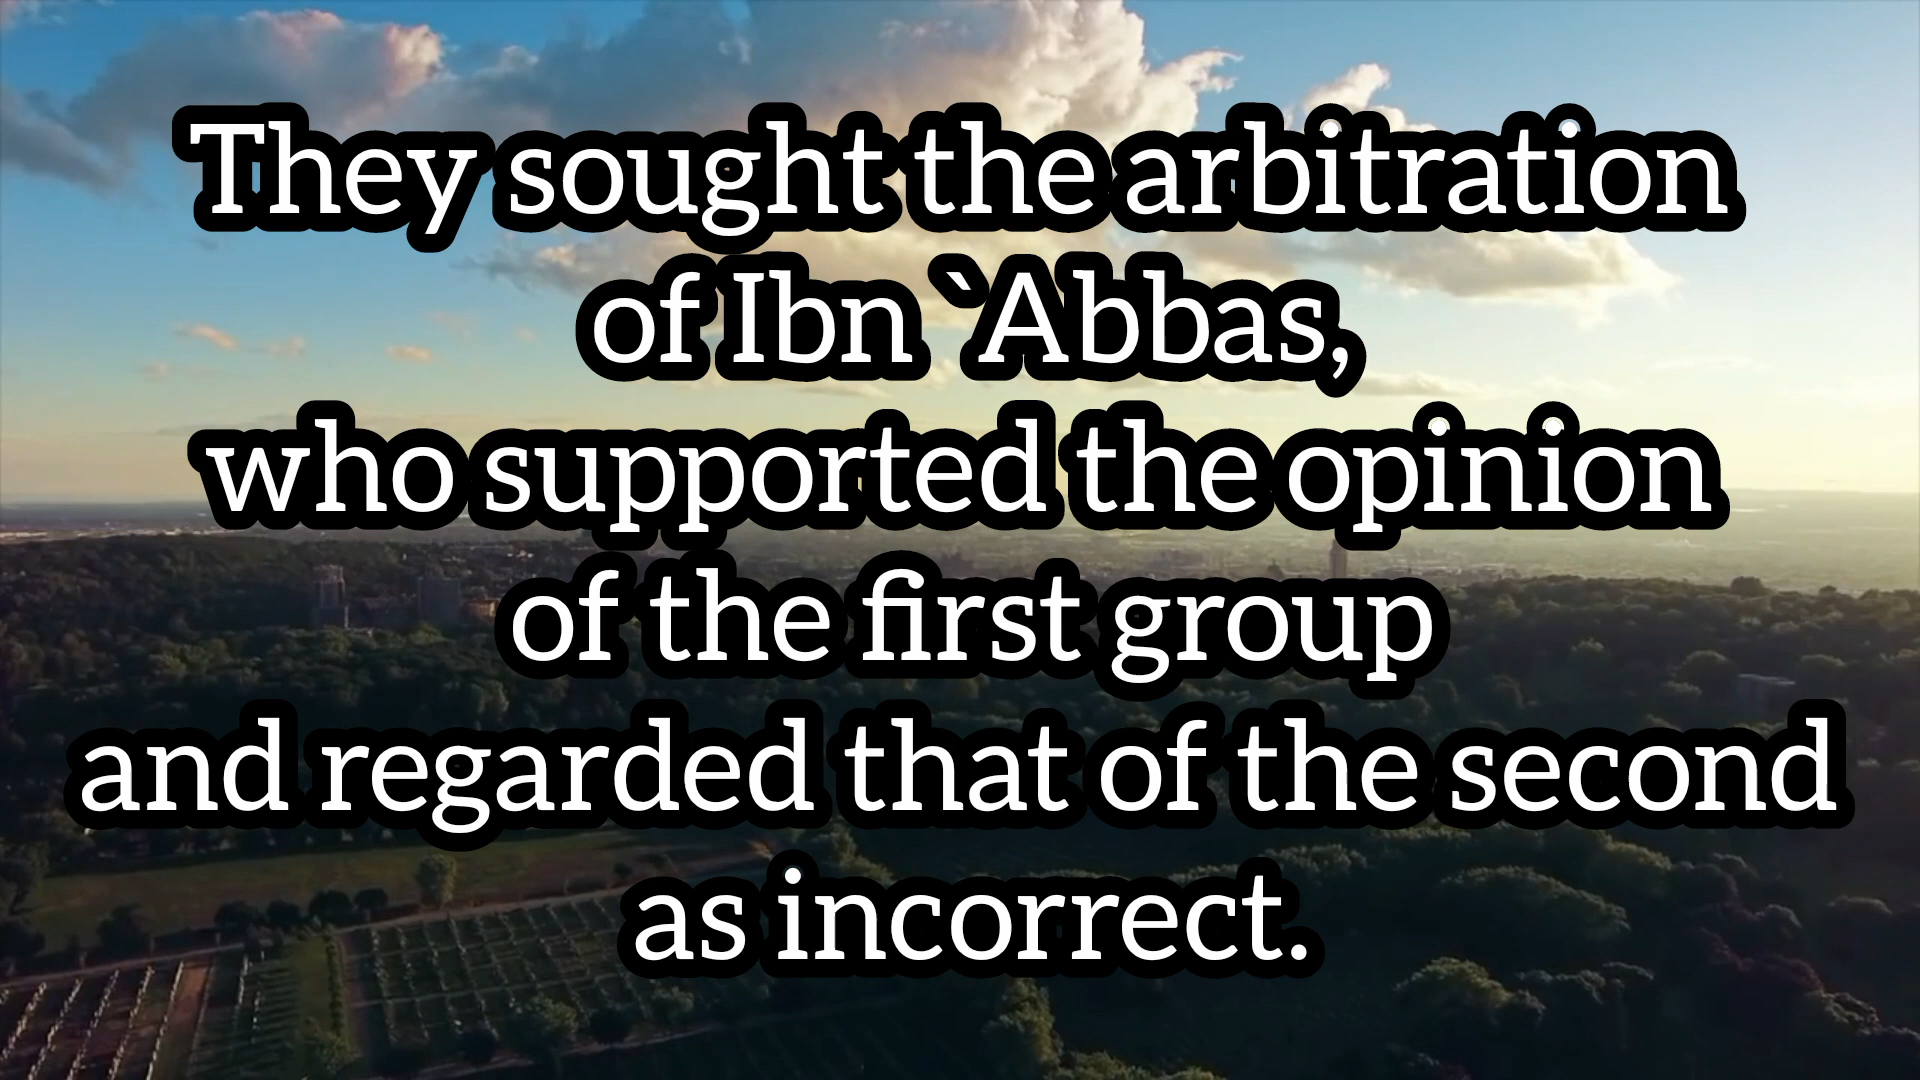 They sought the arbitration
of Ibn `Abbas,
who supported the opinion
of the first group
and regarded that of the second
as incorrect.